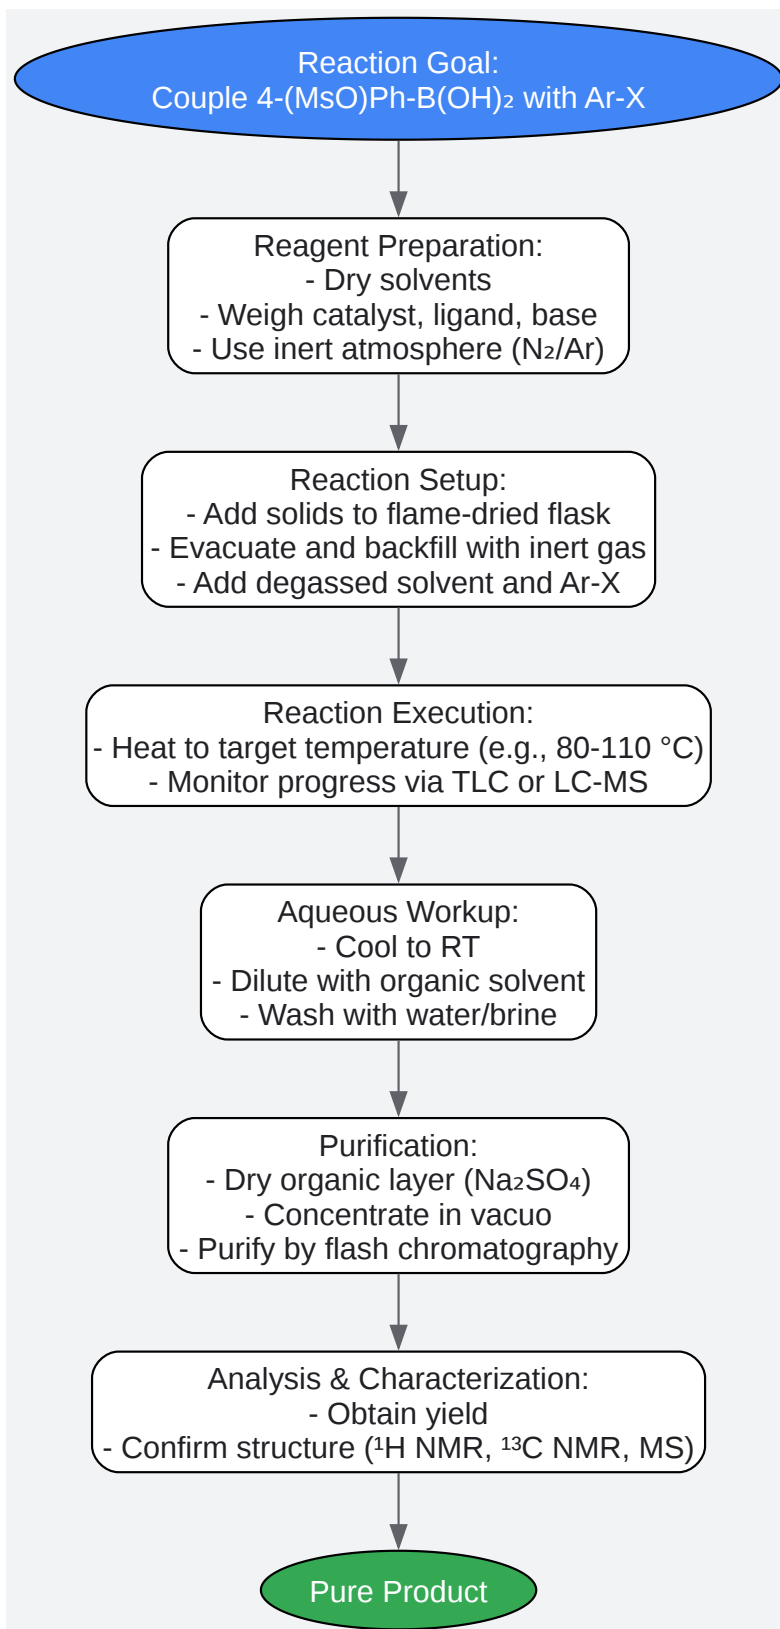 Reaction Goal:
Couple 4-(MsO)Ph-B(OH)₂ with Ar-X
Reagent Preparation:
- Dry solvents
- Weigh catalyst, ligand, base
- Use inert atmosphere (N₂/Ar)
Reaction Setup:
- Add solids to flame-dried flask
- Evacuate and backfill with inert gas
- Add degassed solvent and Ar-X
Reaction Execution:
- Heat to target temperature (e.g., 80-110 °C)
- Monitor progress via TLC or LC-MS
Aqueous Workup:
- Cool to RT
- Dilute with organic solvent
- Wash with water/brine
Purification:
- Dry organic layer (Na₂SO₄)
- Concentrate in vacuo
- Purify by flash chromatography
Analysis & Characterization:
- Obtain yield
- Confirm structure (¹H NMR, ¹³C NMR, MS)
Pure Product